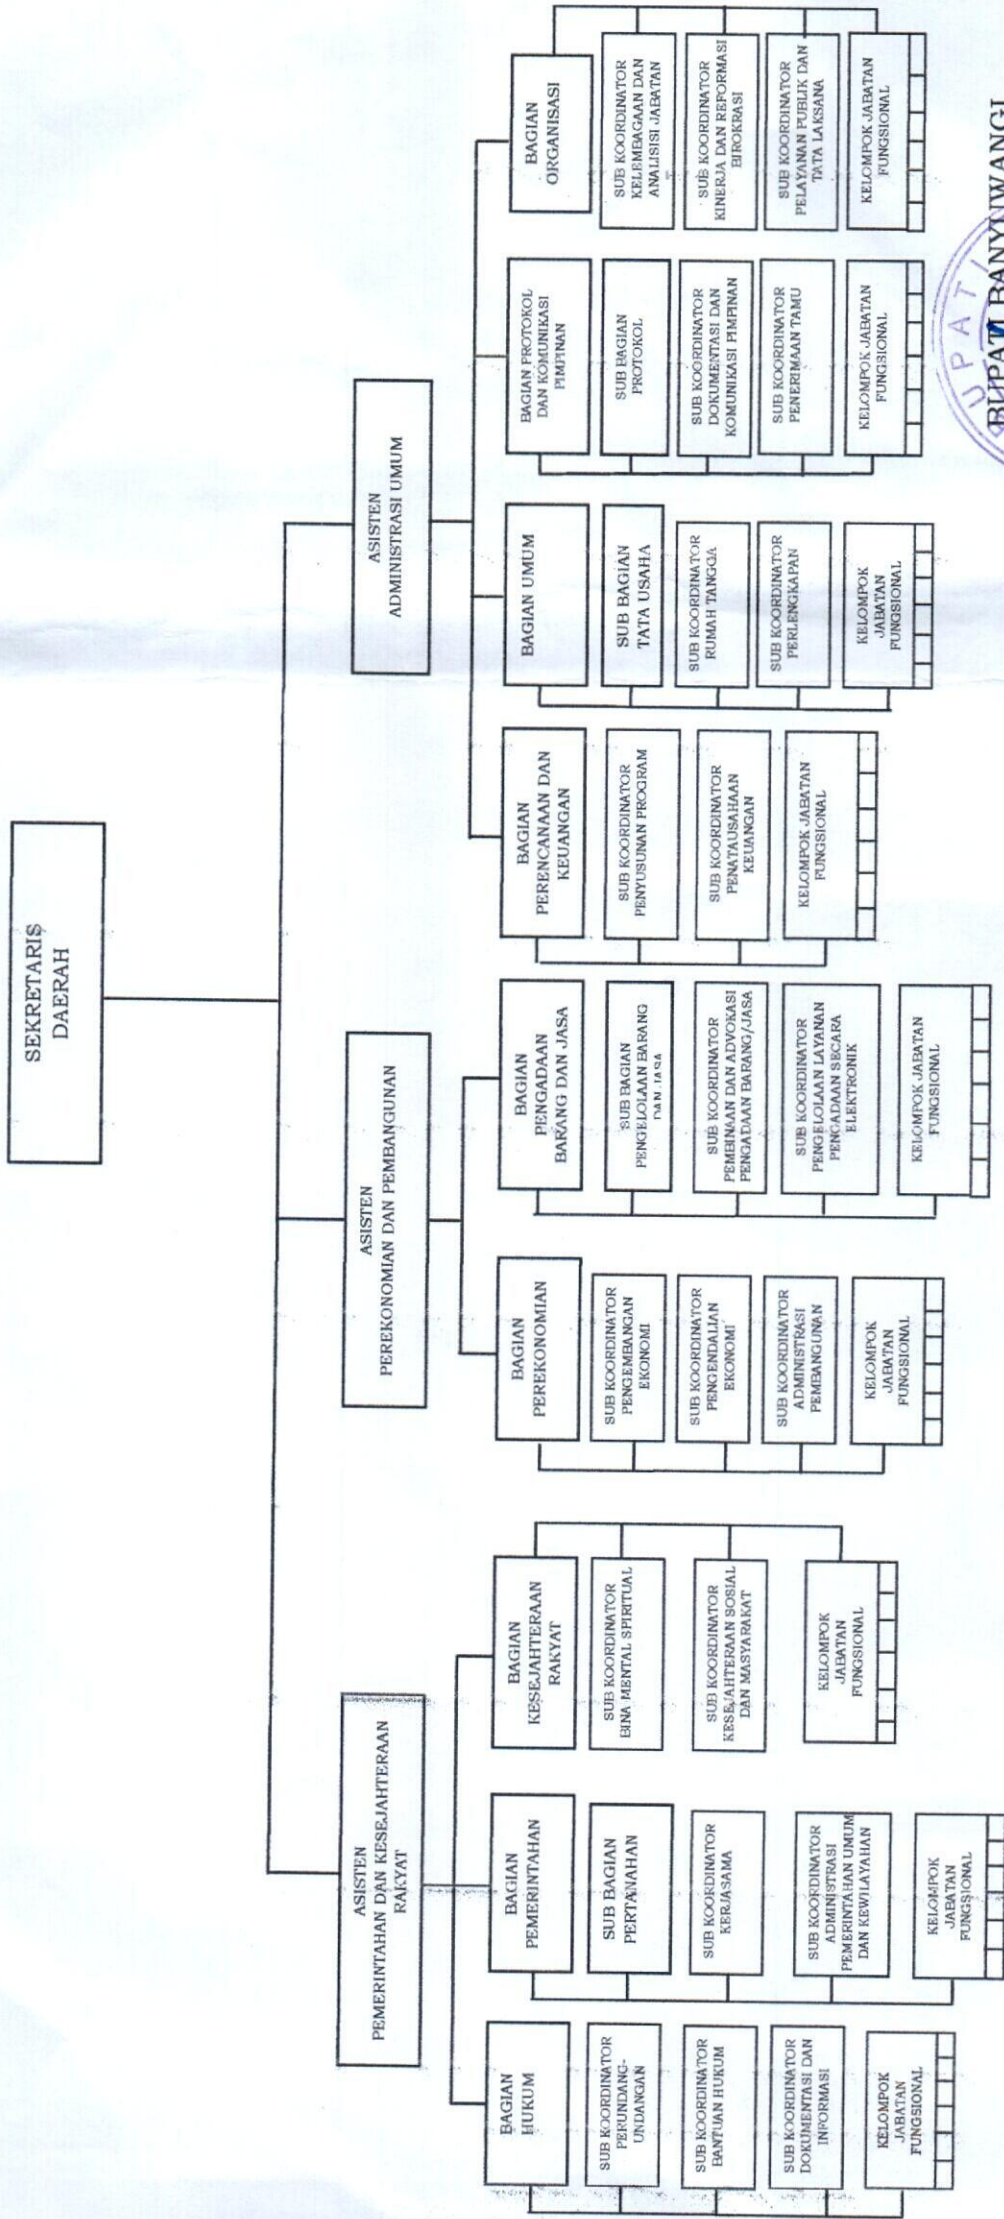 SEKRETARIS
DAERAH
ASISTEN
PEMERINTAHAN DAN KESEJAHTERAAN
RAKYAT
ASISTEN
PEREKONOMIAN DAN PEMBANGUNAN
ASISTEN
ADMINISTRASI UMUM
BAGIAN
HUKUM
SUB KOORDINATOR
PERUNDANG-
UNDANGAN
SUB KOORDINATOR
BANTUAN HUKUM
SUB KOORDINATOR
DOKUMENTASI DAN
INFORMASI
KELOMPOK
JABATAN
FUNGSIONAL
BAGIAN
PEMERINTAHAN
SUB BAGIAN
PERTANAHAN
SUB KOORDINATOR
KERJASAMA
SUB KOORDINATOR
ADMINISTRASI
PEMERINTAHAN UMUM
DAN KEWILAYAHAN
KELOMPOK
JABATAN
FUNGSIONAL
BAGIAN
KESEJAHTERAAN
RAKYAT
SUB KOORDINATOR
BINA MENTAL SPIRITUAL
SUB KOORDINATOR
KESEJAHTERAAN SOSIAL
DAN MASYARAKAT
KELOMPOK
JABATAN
FUNGSIONAL
BAGIAN
PEREKONOMIAN
SUB KOORDINATOR
PENGEMBANGAN
EKONOMI
SUB KOORDINATOR
PENGENDALIAN
EKONOMI
SUB KOORDINATOR
ADMINISTRASI
PEMBANGUNAN
KELOMPOK
JABATAN
FUNGSIONAL
BAGIAN
PENGADAAN
BARANG DAN JASA
SUB BAGIAN
PENGELOLAAN BARANG
DAN JASA
SUB KOORDINATOR
PEMBINAAN DAN ADVOKASI
PENGADAAN BARANG/JASA
SUB KOORDINATOR
PENGELOLAN LAYANAN
PENGADAAN SECARA
ELEKTRONIK
KELOMPOK JABATAN
FUNGSIONAL
BAGIAN
PERENCANAAN DAN
KEUANGAN
SUB KOORDINATOR
PENYUSUNAN PROGRAM
SUB KOORDINATOR
PENATAUSAHAAN
KEUANGAN
KELOMPOK JABATAN
FUNGSIONAL
BAGIAN UMUM
SUB BAGIAN
TATA USAHA
SUB KOORDINATOR
RUMAH TANGGA
SUB KOORDINATOR
PERLENGKAPAN
KELOMPOK
JABATAN
FUNGSIONAL
BAGIAN PROTOKOL
DAN KOMUNIKASI
PIMPINAN
SUB BAGIAN
PROTOKOL
SUB KOORDINATOR
DOKUMENTASI DAN
KOMUNIKASI PIMPINAN
SUB KOORDINATOR
PENERIMAAN TAMU
KELOMPOK JABATAN
FUNGSIONAL
BAGIAN
ORGANISASI
SUB KOORDINATOR
KELEMBAGAAN DAN
ANALISISI JABATAN
SUB KOORDINATOR
KINERJA DAN REFORMASI
BIROKRASI
SUB KOORDINATOR
PELAYANAN PUBLIK DAN
TATA LAKSANA
KELOMPOK JABATAN
FUNGSIONAL
BUPATI BANYUWANGI